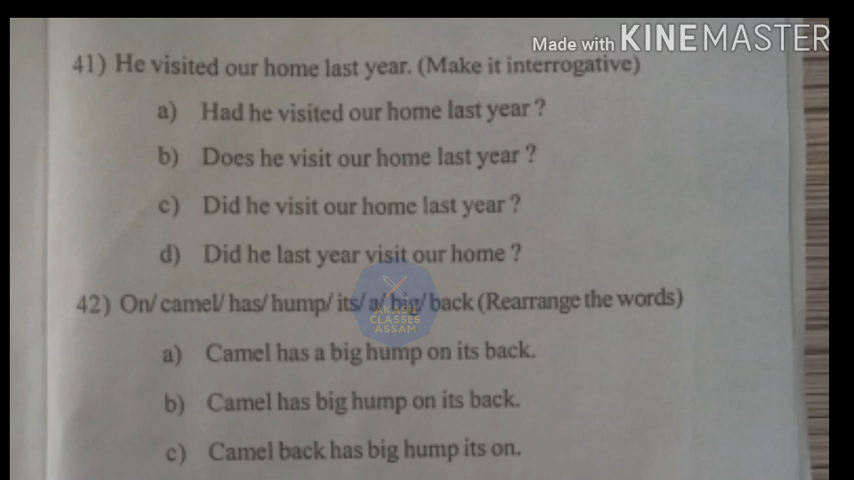 Made with KINEMASTER
41) He visited our home last year. (Make it interrogative)
a) Had he visited our home last year ?
b) Does he visit our home last year ?
c) Did he visit our home last year ?
d) Did he last year visit our home ?
42) On/ camel/ has/ hump/ its/ a/ big/ back (Rearrange the words)
AKASH
CLASSES
ASSAM
a) Camel has a big hump on its back.
b) Camel has big hump on its back.
c) Camel back has big hump its on.